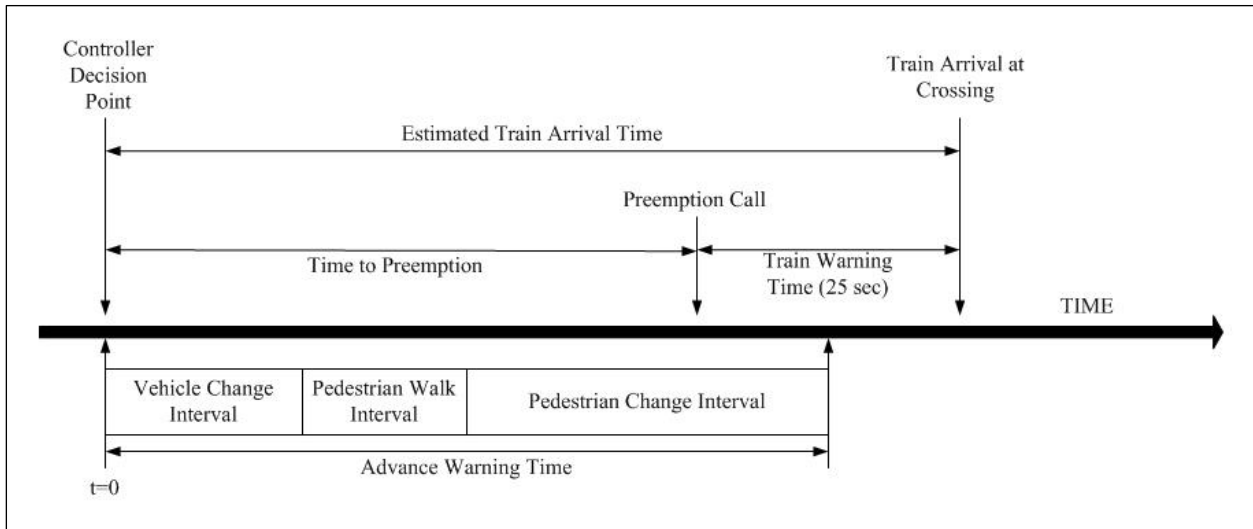 Controller
Decision
Point
Train Arrival at
Crossing
Estimated Train Arrival Time
Preemption Call
Time to Preemption
Train Warning
Time (25 sec)
TIME
Vehicle Change
Interval
Pedestrian Walk
Interval
Pedestrian Change Interval
Advance Warning Time
t=0